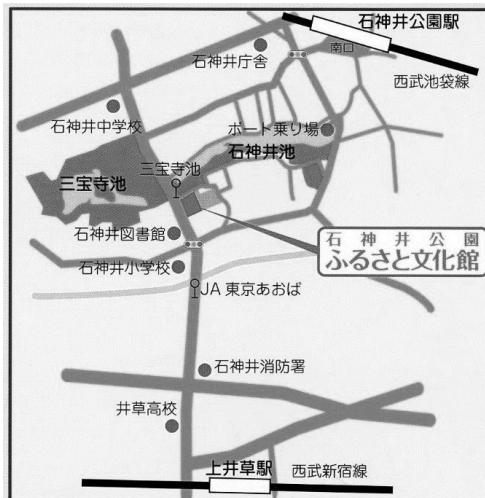 石神井公園駅
南口
石神井庁舎
西武池袋線
石神井中学校
ボート乗り場
石神井池
三宝寺池
三宝寺池
石神井図書館
石神井公園
ふるさと文化館
石神井小学校
JA東京あおば
石神井消防署
井草高校
上井草駅
西武新宿線